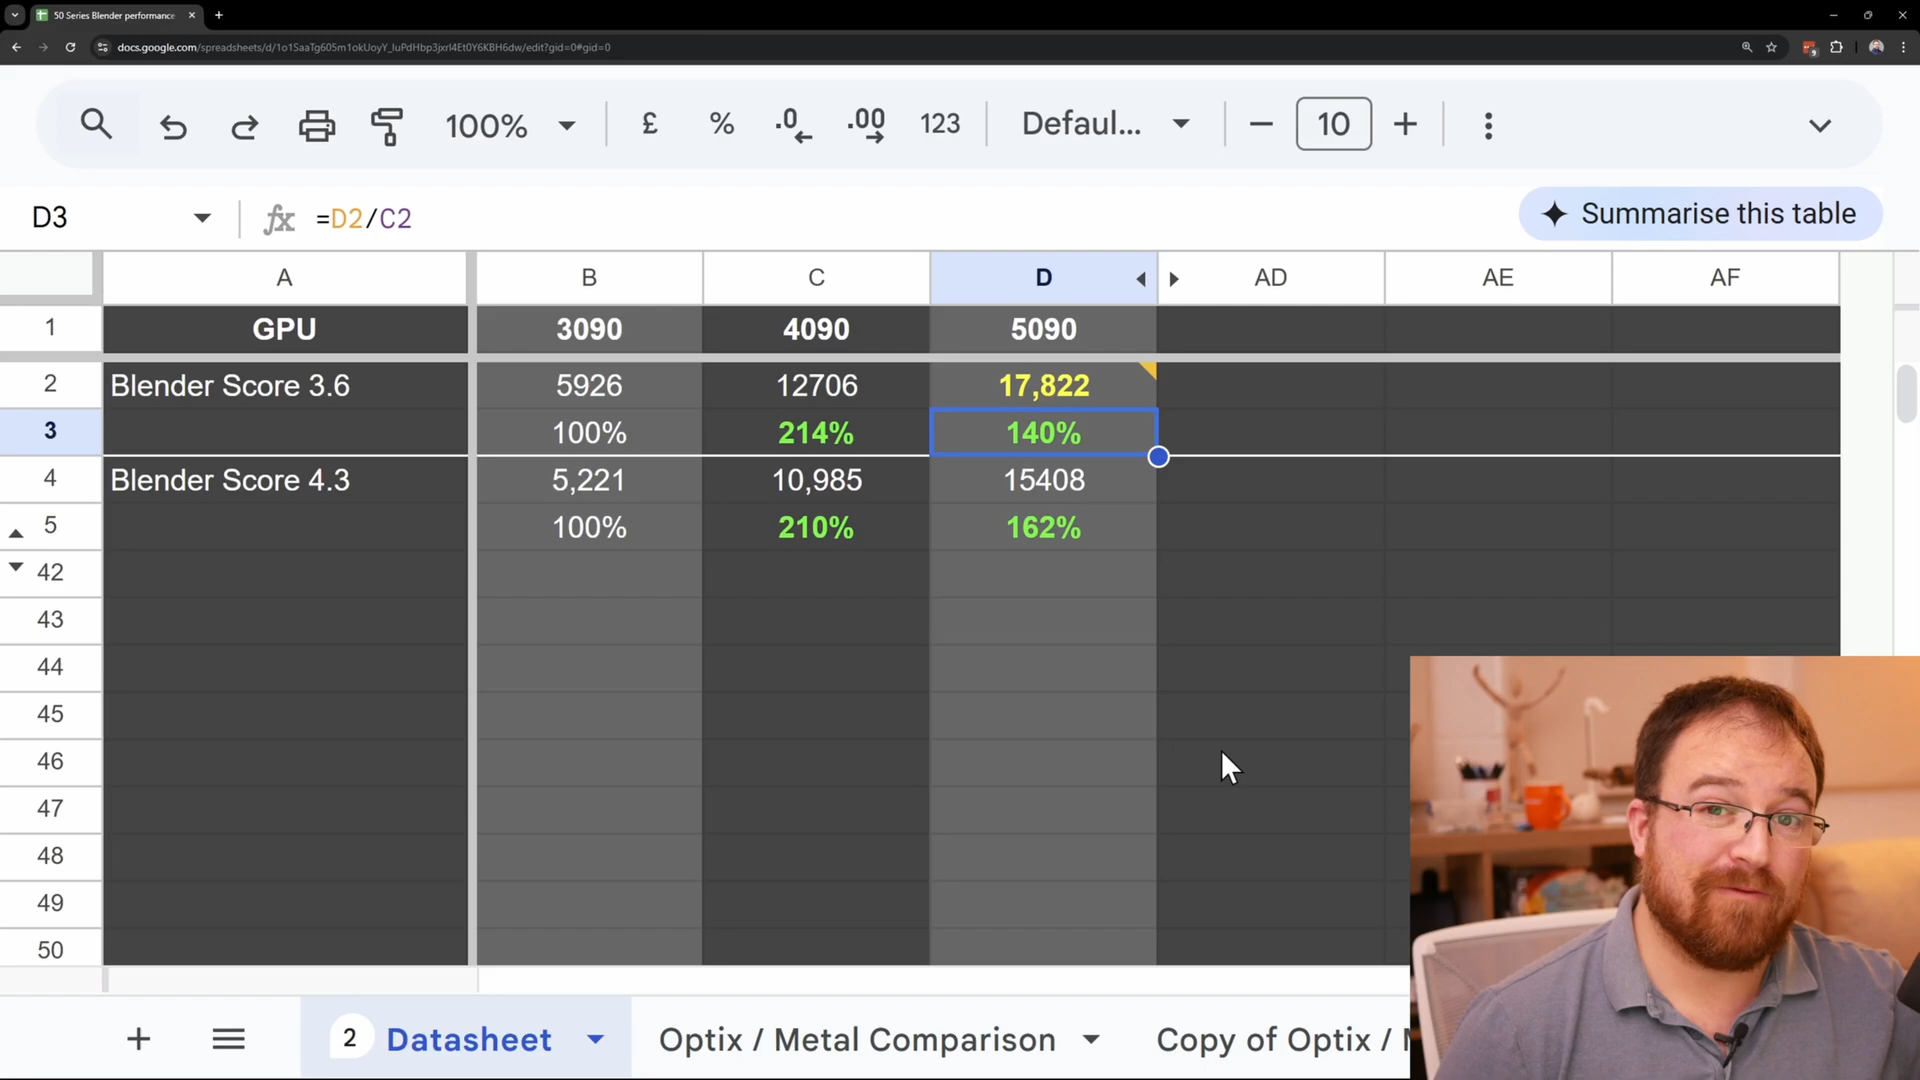 50 Series Blender performance
docs.google.com/spreadsheets/d/1o1SaaTg605m1okUoyY_IuPdHbp3jxrl4Et0Y6KBH6dw/edit?gid=0#gid=0
9
100% £ % .0 .00 123 Defaul... 10
D3 fx =D2/C2 Summarise this table
A B C D AD AE AF
1 GPU 3090 4090 5090
2 Blender Score 3.6 5926 12706 17,822
3 100% 214% 140%
4 Blender Score 4.3 5,221 10,985 15408
5 100% 210% 162%
42
43
44
45
46
47
48
49
50
2 Datasheet Optix / Metal Comparison Copy of Optix /